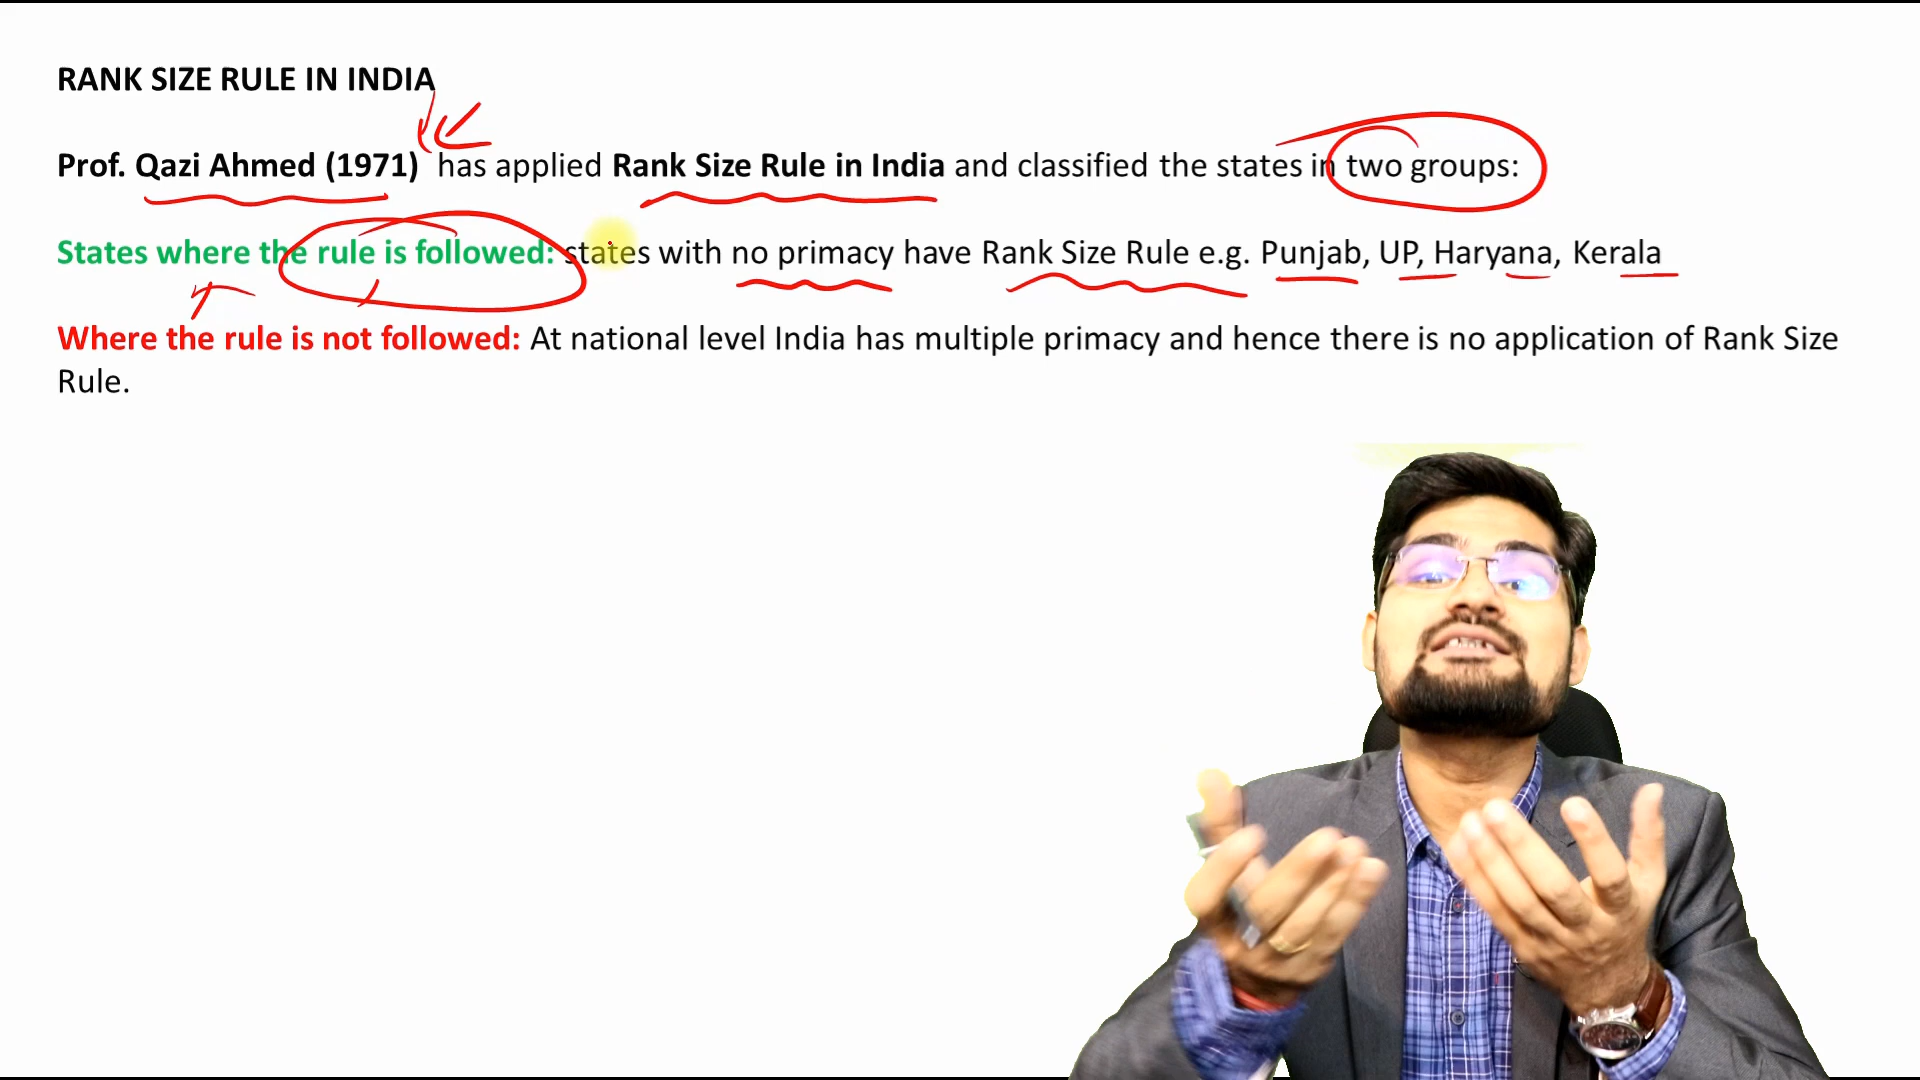 RANK SIZE RULE IN INDIA
Prof. Qazi Ahmed (1971) has applied Rank Size Rule in India and classified the states in two groups:
States where the rule is followed: states with no primacy have Rank Size Rule e.g. Punjab, UP, Haryana, Kerala
Where the rule is not followed: At national level India has multiple primacy and hence there is no application of Rank Size
Rule.